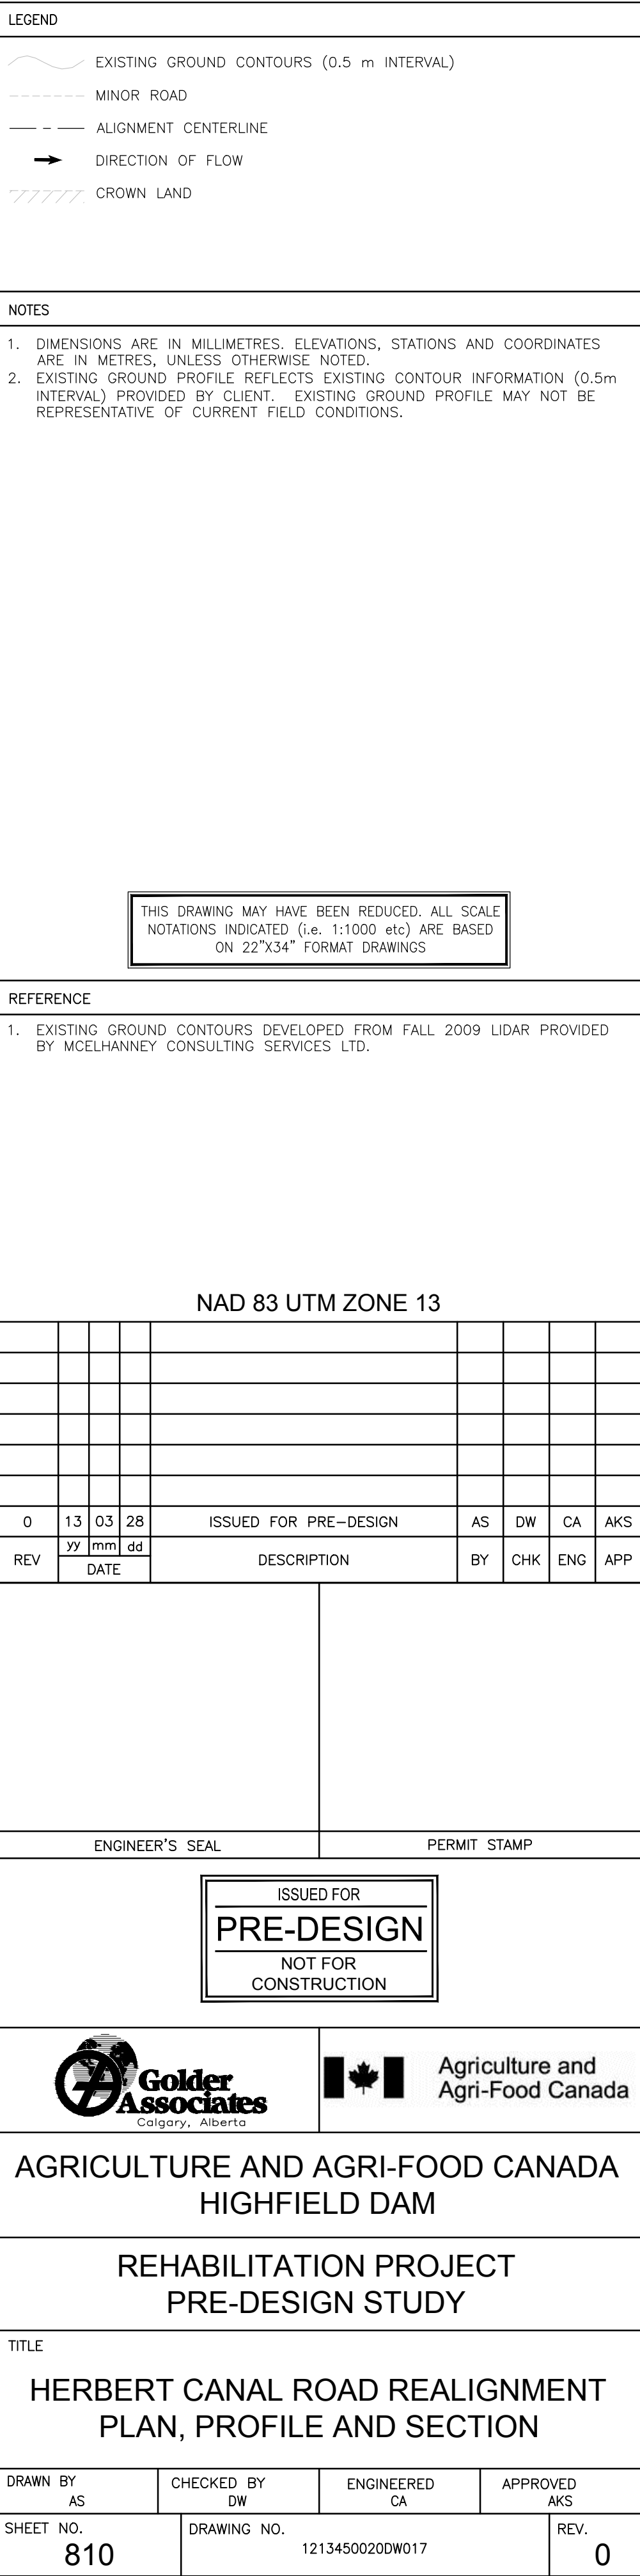 LEGEND
EXISTING GROUND CONTOURS (0.5 m INTERVAL)
MINOR ROAD
ALIGNMENT CENTERLINE
DIRECTION OF FLOW
CROWN LAND
NOTES
1. DIMENSIONS ARE IN MILLIMETRES. ELEVATIONS, STATIONS AND COORDINATES
ARE IN METRES, UNLESS OTHERWISE NOTED.
2. EXISTING GROUND PROFILE REFLECTS EXISTING CONTOUR INFORMATION (0.5m
INTERVAL) PROVIDED BY CLIENT. EXISTING GROUND PROFILE MAY NOT BE
REPRESENTATIVE OF CURRENT FIELD CONDITIONS.
THIS DRAWING MAY HAVE BEEN REDUCED. ALL SCALE
NOTATIONS INDICATED (i.e. 1:1000 etc) ARE BASED
ON 22"X34" FORMAT DRAWINGS
REFERENCE
1. EXISTING GROUND CONTOURS DEVELOPED FROM FALL 2009 LIDAR PROVIDED
BY MCELHANNEY CONSULTING SERVICES LTD.
NAD 83 UTM ZONE 13
0 13 03 28 ISSUED FOR PRE-DESIGN AS DW CA AKS
yy mm dd
REV DATE DESCRIPTION BY CHK ENG APP
ENGINEER'S SEAL PERMIT STAMP
ISSUED FOR
PRE-DESIGN
NOT FOR
CONSTRUCTION
Golder
Associates
Calgary, Alberta
Agriculture and
Agri-Food Canada
AGRICULTURE AND AGRI-FOOD CANADA
HIGHFIELD DAM
REHABILITATION PROJECT
PRE-DESIGN STUDY
TITLE
HERBERT CANAL ROAD REALIGNMENT
PLAN, PROFILE AND SECTION
DRAWN BY CHECKED BY ENGINEERED APPROVED
AS DW CA AKS
SHEET NO. DRAWING NO. REV.
810 1213450020DW017 0